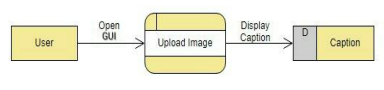 User
Open
GUI
Upload Image
Display
Caption
D
Caption